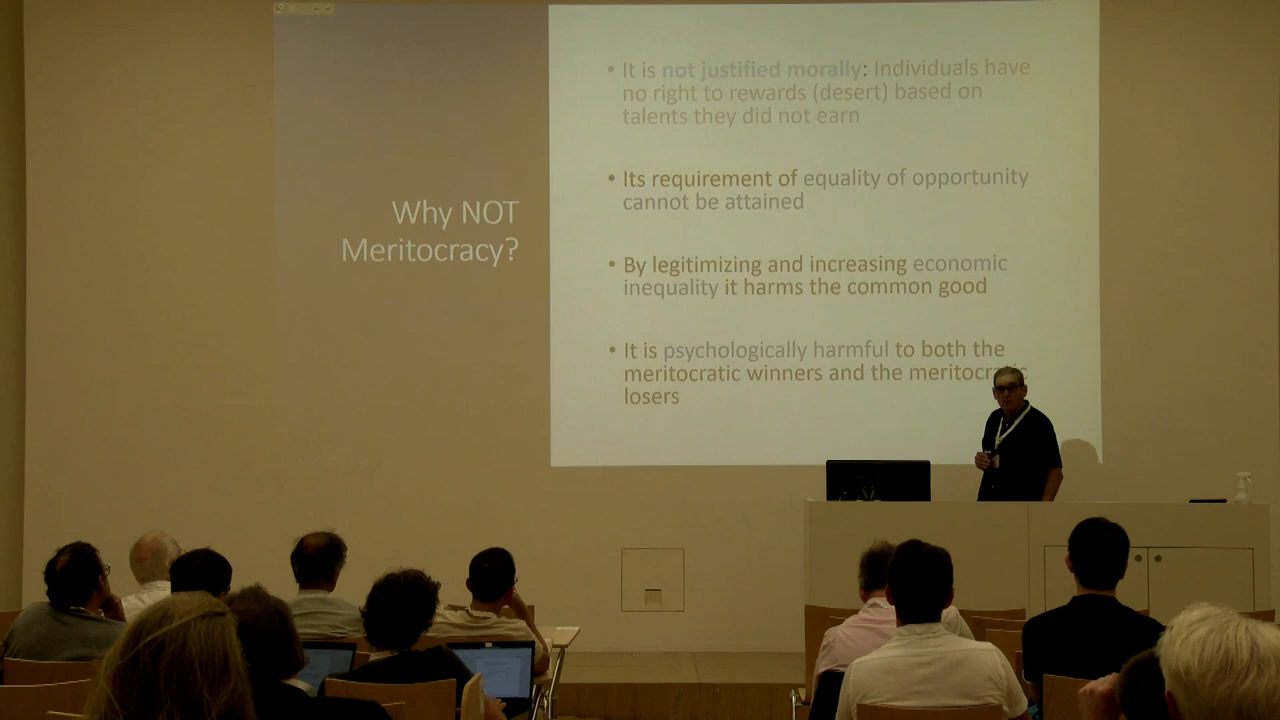 Why NOT
Meritocracy?
• It is not justified morally: Individuals have
no right to rewards (desert) based on
talents they did not earn
• Its requirement of equality of opportunity
cannot be attained
• By legitimizing and increasing economic
inequality it harms the common good
• It is psychologically harmful to both the
meritocratic winners and the meritocratic
losers